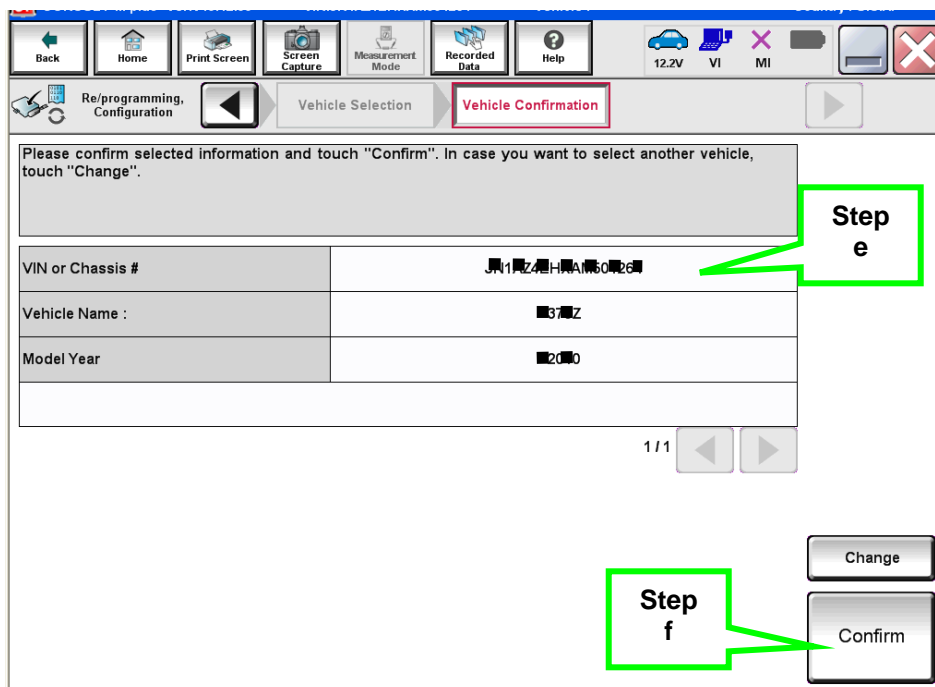 Back
Home
Print Screen
Screen
Capture
Measurement
Mode
Recorded
Data
Help
12.2V
VI
MI
Re/programming,
Configuration
Vehicle Selection
Vehicle Confirmation
Please confirm selected information and touch "Confirm". In case you want to select another vehicle,
touch "Change".
Step
e
VIN or Chassis #
Vehicle Name :
Model Year
1/1
Change
Step
f
Confirm